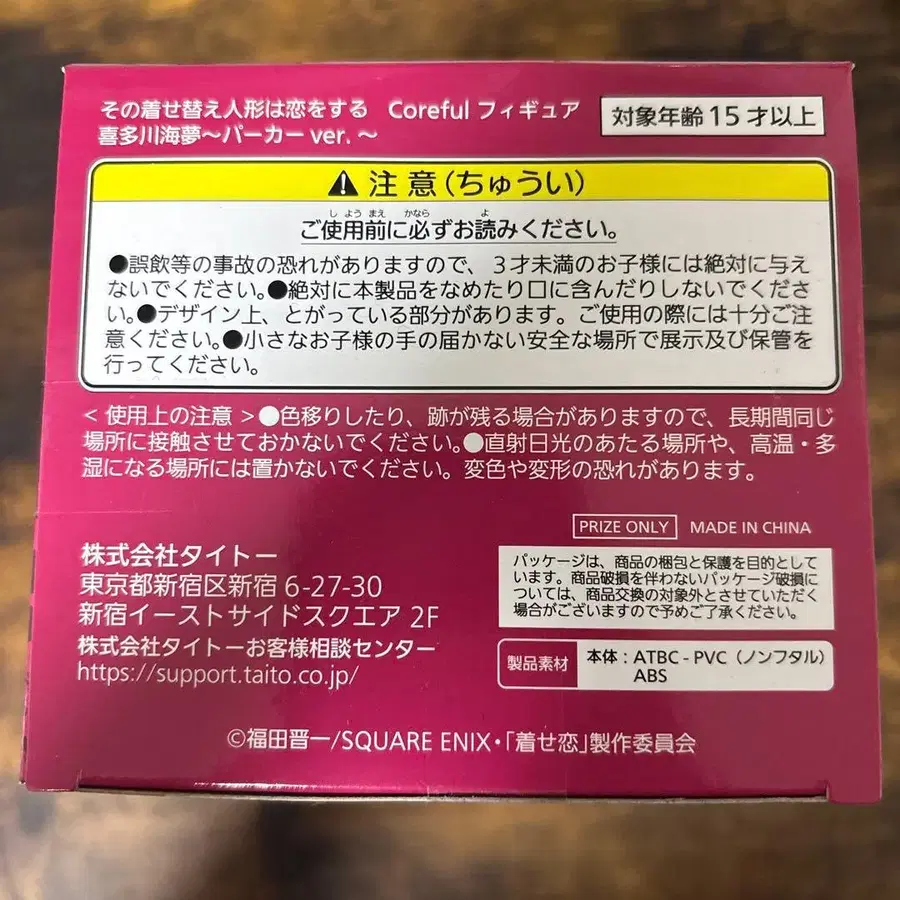 その着せ替え人形は恋をする Coreful フィギュア
喜多川海夢～パーカー ver. ～
対象年齢 15 才以上
注 意 (ちゅうい)
しようまえ かなら よ
ご使用前に必ずお読みください。
●誤飲等の事故の恐れがありますので、３才未満のお子様には絶対に与え
ないでください。●絶対に本製品をなめたり口に含んだりしないでくださ
い。●デザイン上、とがっている部分があります。ご使用の際には十分ご注
意ください。●小さなお子様の手の届かない安全な場所で展示及び保管を
行ってください。
< 使用上の注意 >●色移りしたり、跡が残る場合がありますので、長期間同じ
場所に接触させておかないでください。●直射日光のあたる場所や、高温・多
湿になる場所には置かないでください。変色や変形の恐れがあります。
PRIZE ONLY MADE IN CHINA
株式会社タイトー
東京都新宿区新宿 6-27-30
新宿イーストサイドスクエア 2F
株式会社タイトーお客様相談センター
https://support.taito.co.jp/
パッケージは、商品の梱包と保護を目的として
います。商品破損を伴わないパッケージ破損に
ついては、商品交換の対象外とさせていただく
場合がございますので予めご了承ください。
製品素材
本体 : ATBC - PVC (ノンフタル)
ABS
©福田晋一/SQUARE ENIX・「着せ恋」製作委員会